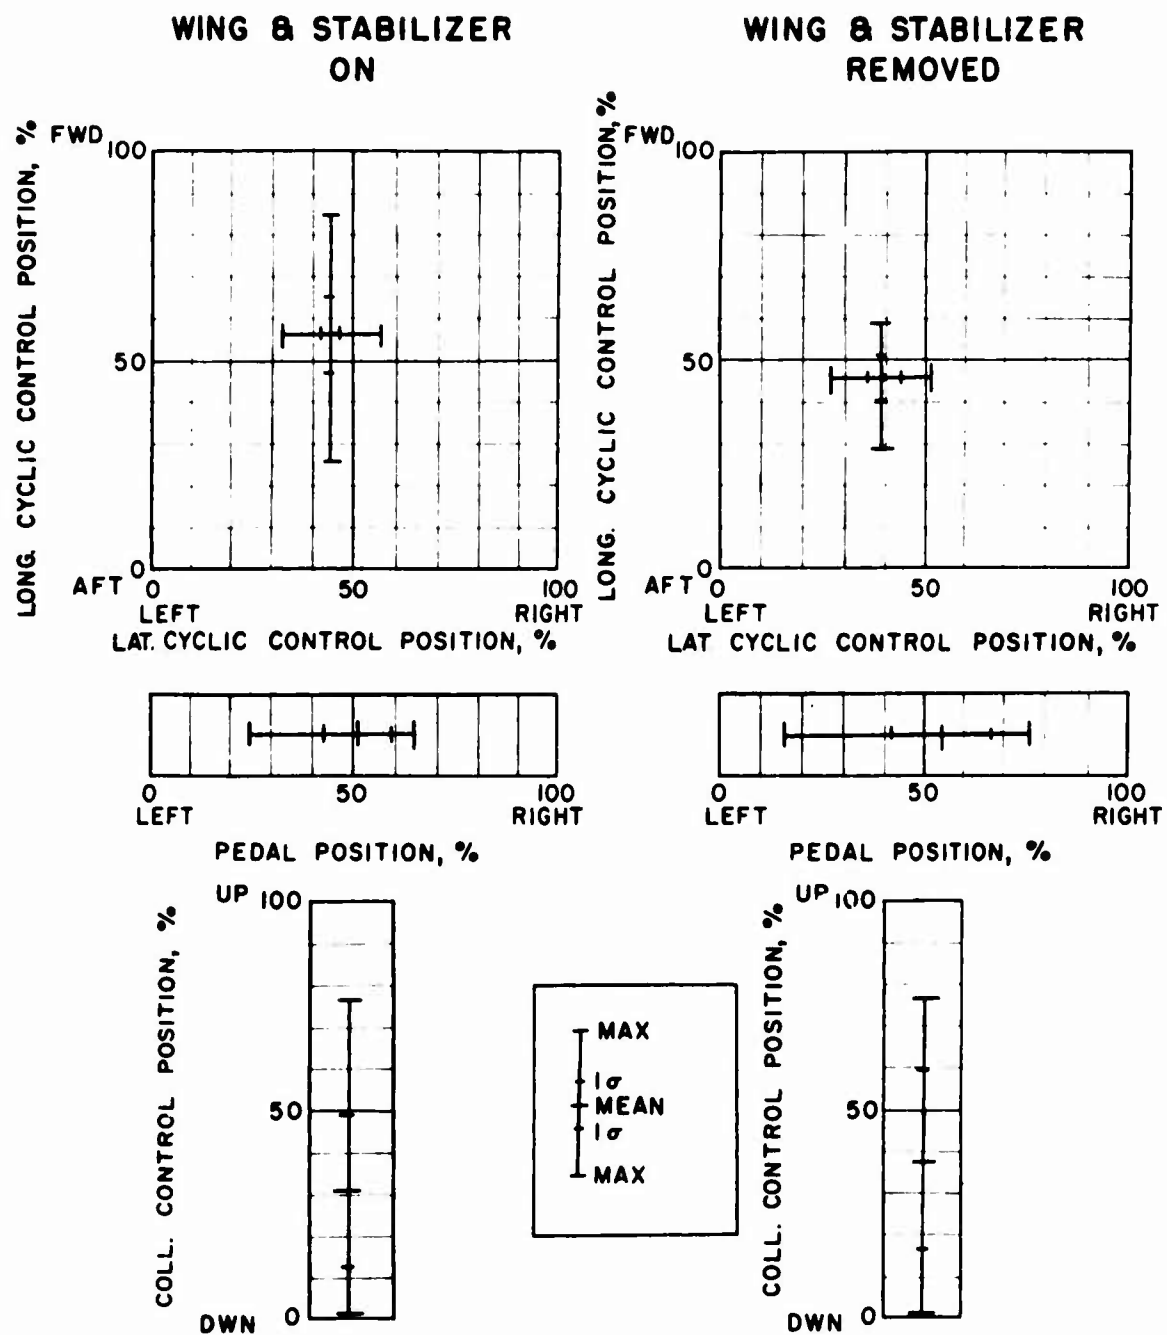 WING & STABILIZER
ON
WING & STABILIZER
REMOVED
LONG. CYCLIC CONTROL POSITION, %
FWD
100
50
0
AFT
0
50
100
LEFT
RIGHT
LAT. CYCLIC CONTROL POSITION, %
LONG. CYCLIC CONTROL POSITION, %
FWD
100
50
0
AFT
0
50
100
LEFT
RIGHT
LAT CYCLIC CONTROL POSITION, %
0
50
100
LEFT
RIGHT
PEDAL POSITION, %
0
50
100
LEFT
RIGHT
PEDAL POSITION, %
COLL. CONTROL POSITION, %
UP
100
50
0
DWN
MAX
1σ
MEAN
1σ
MAX
COLL. CONTROL POSITION, %
UP
100
50
0
DWN